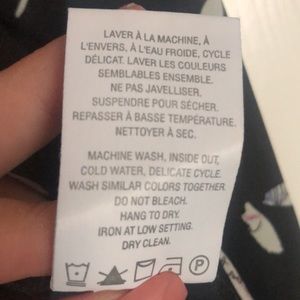 LAVER À LA MACHINE, À
L'ENVERS, À L'EAU FROIDE, CYCLE
DÉLICAT. LAVER LES COULEURS
SEMBLABLES ENSEMBLE.
NE PAS JAVELLISER.
SUSPENDRE POUR SÉCHER.
REPASSER À BASSE TEMPÉRATURE.
NETTOYER À SEC.
MACHINE WASH, INSIDE OUT,
COLD WATER, DELICATE CYCLE.
WASH SIMILAR COLORS TOGETHER.
DO NOT BLEACH.
HANG TO DRY.
IRON AT LOW SETTING.
DRY CLEAN.
P